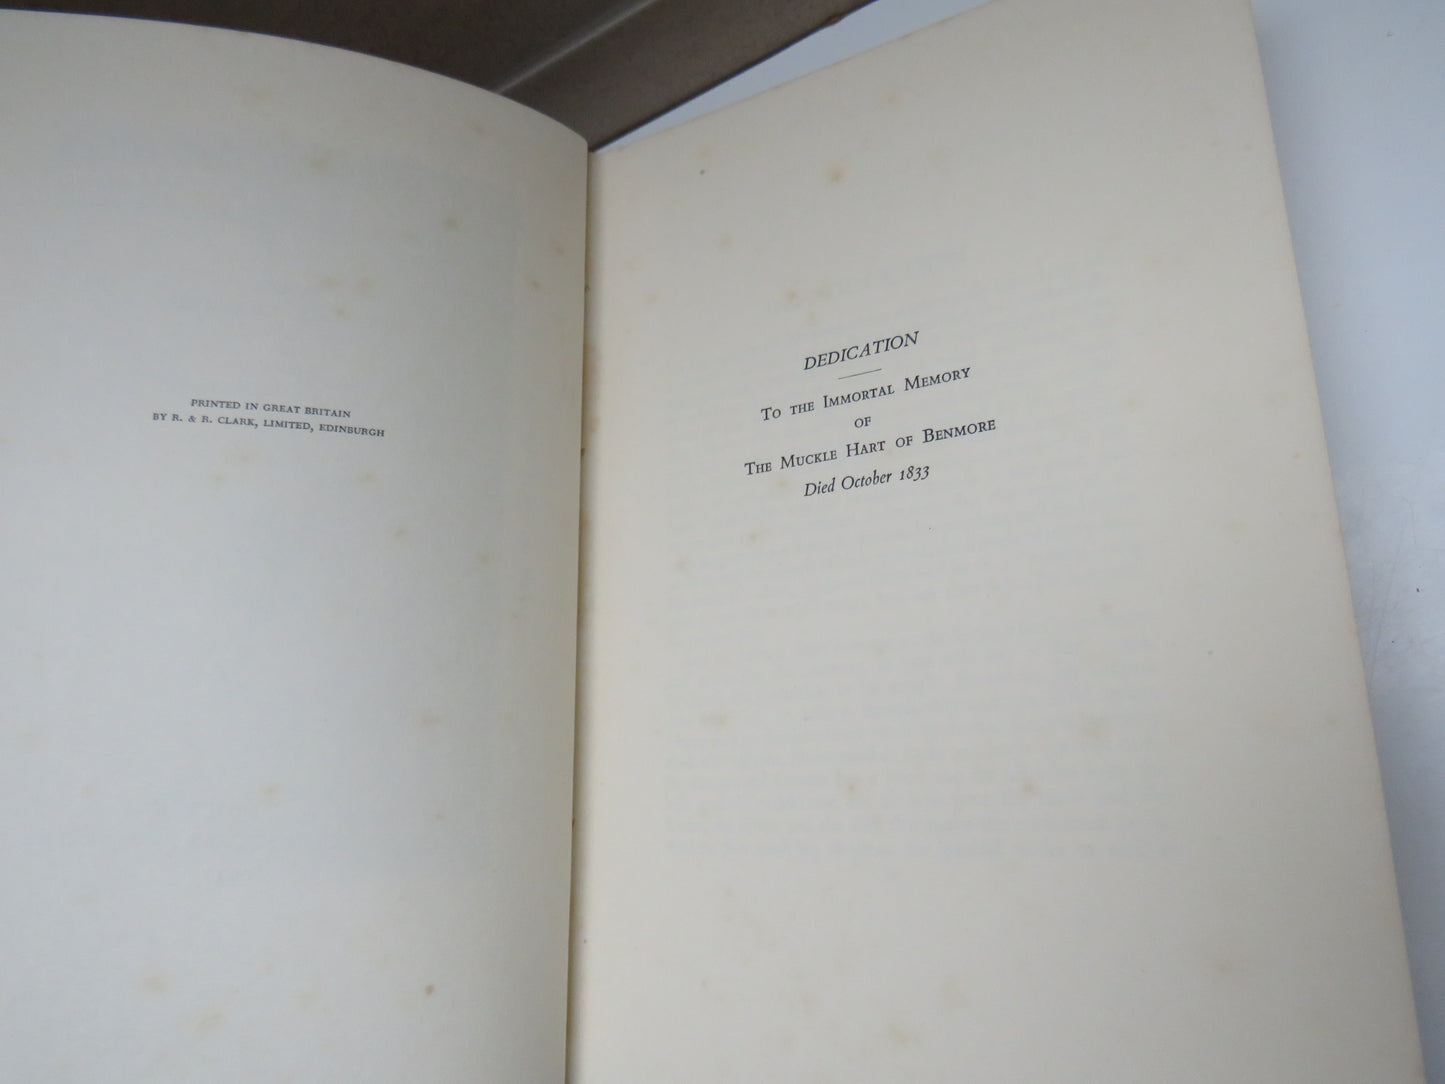 PRINTED IN GREAT BRITAIN
BY R. & R. CLARK, LIMITED, EDINBURGH
DEDICATION
To the Immortal Memory
of
The Muckle Hart of Benmore
Died October 1833